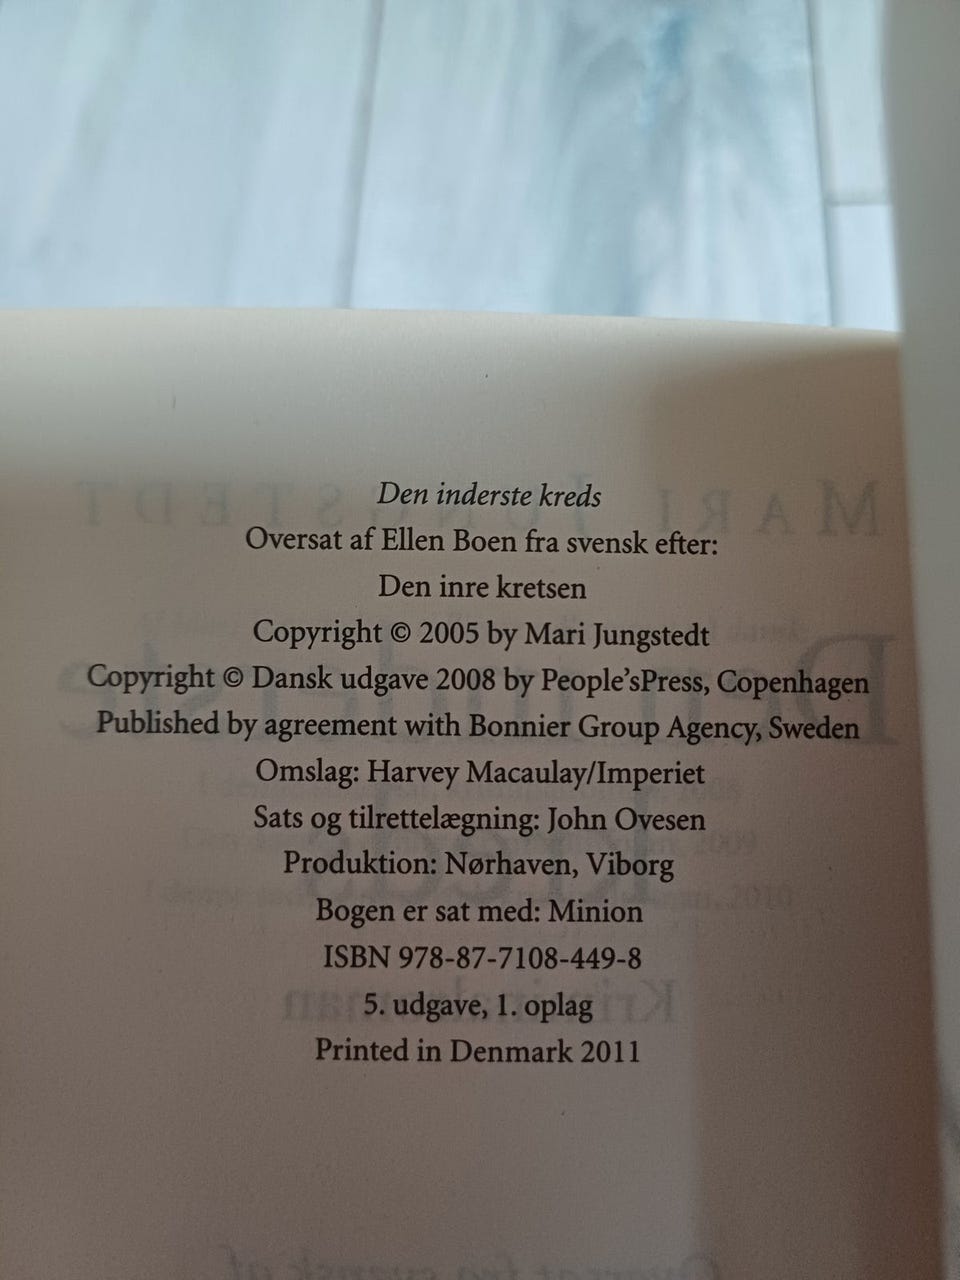 Den inderste kreds
Oversat af Ellen Boen fra svensk efter:
Den inre kretsen
Copyright © 2005 by Mari Jungstedt
Copyright © Dansk udgave 2008 by People'sPress, Copenhagen
Published by agreement with Bonnier Group Agency, Sweden
Omslag: Harvey Macaulay/Imperiet
Sats og tilrettelægning: John Ovesen
Produktion: Nørhaven, Viborg
Bogen er sat med: Minion
ISBN 978-87-7108-449-8
5. udgave, 1. oplag
Printed in Denmark 2011